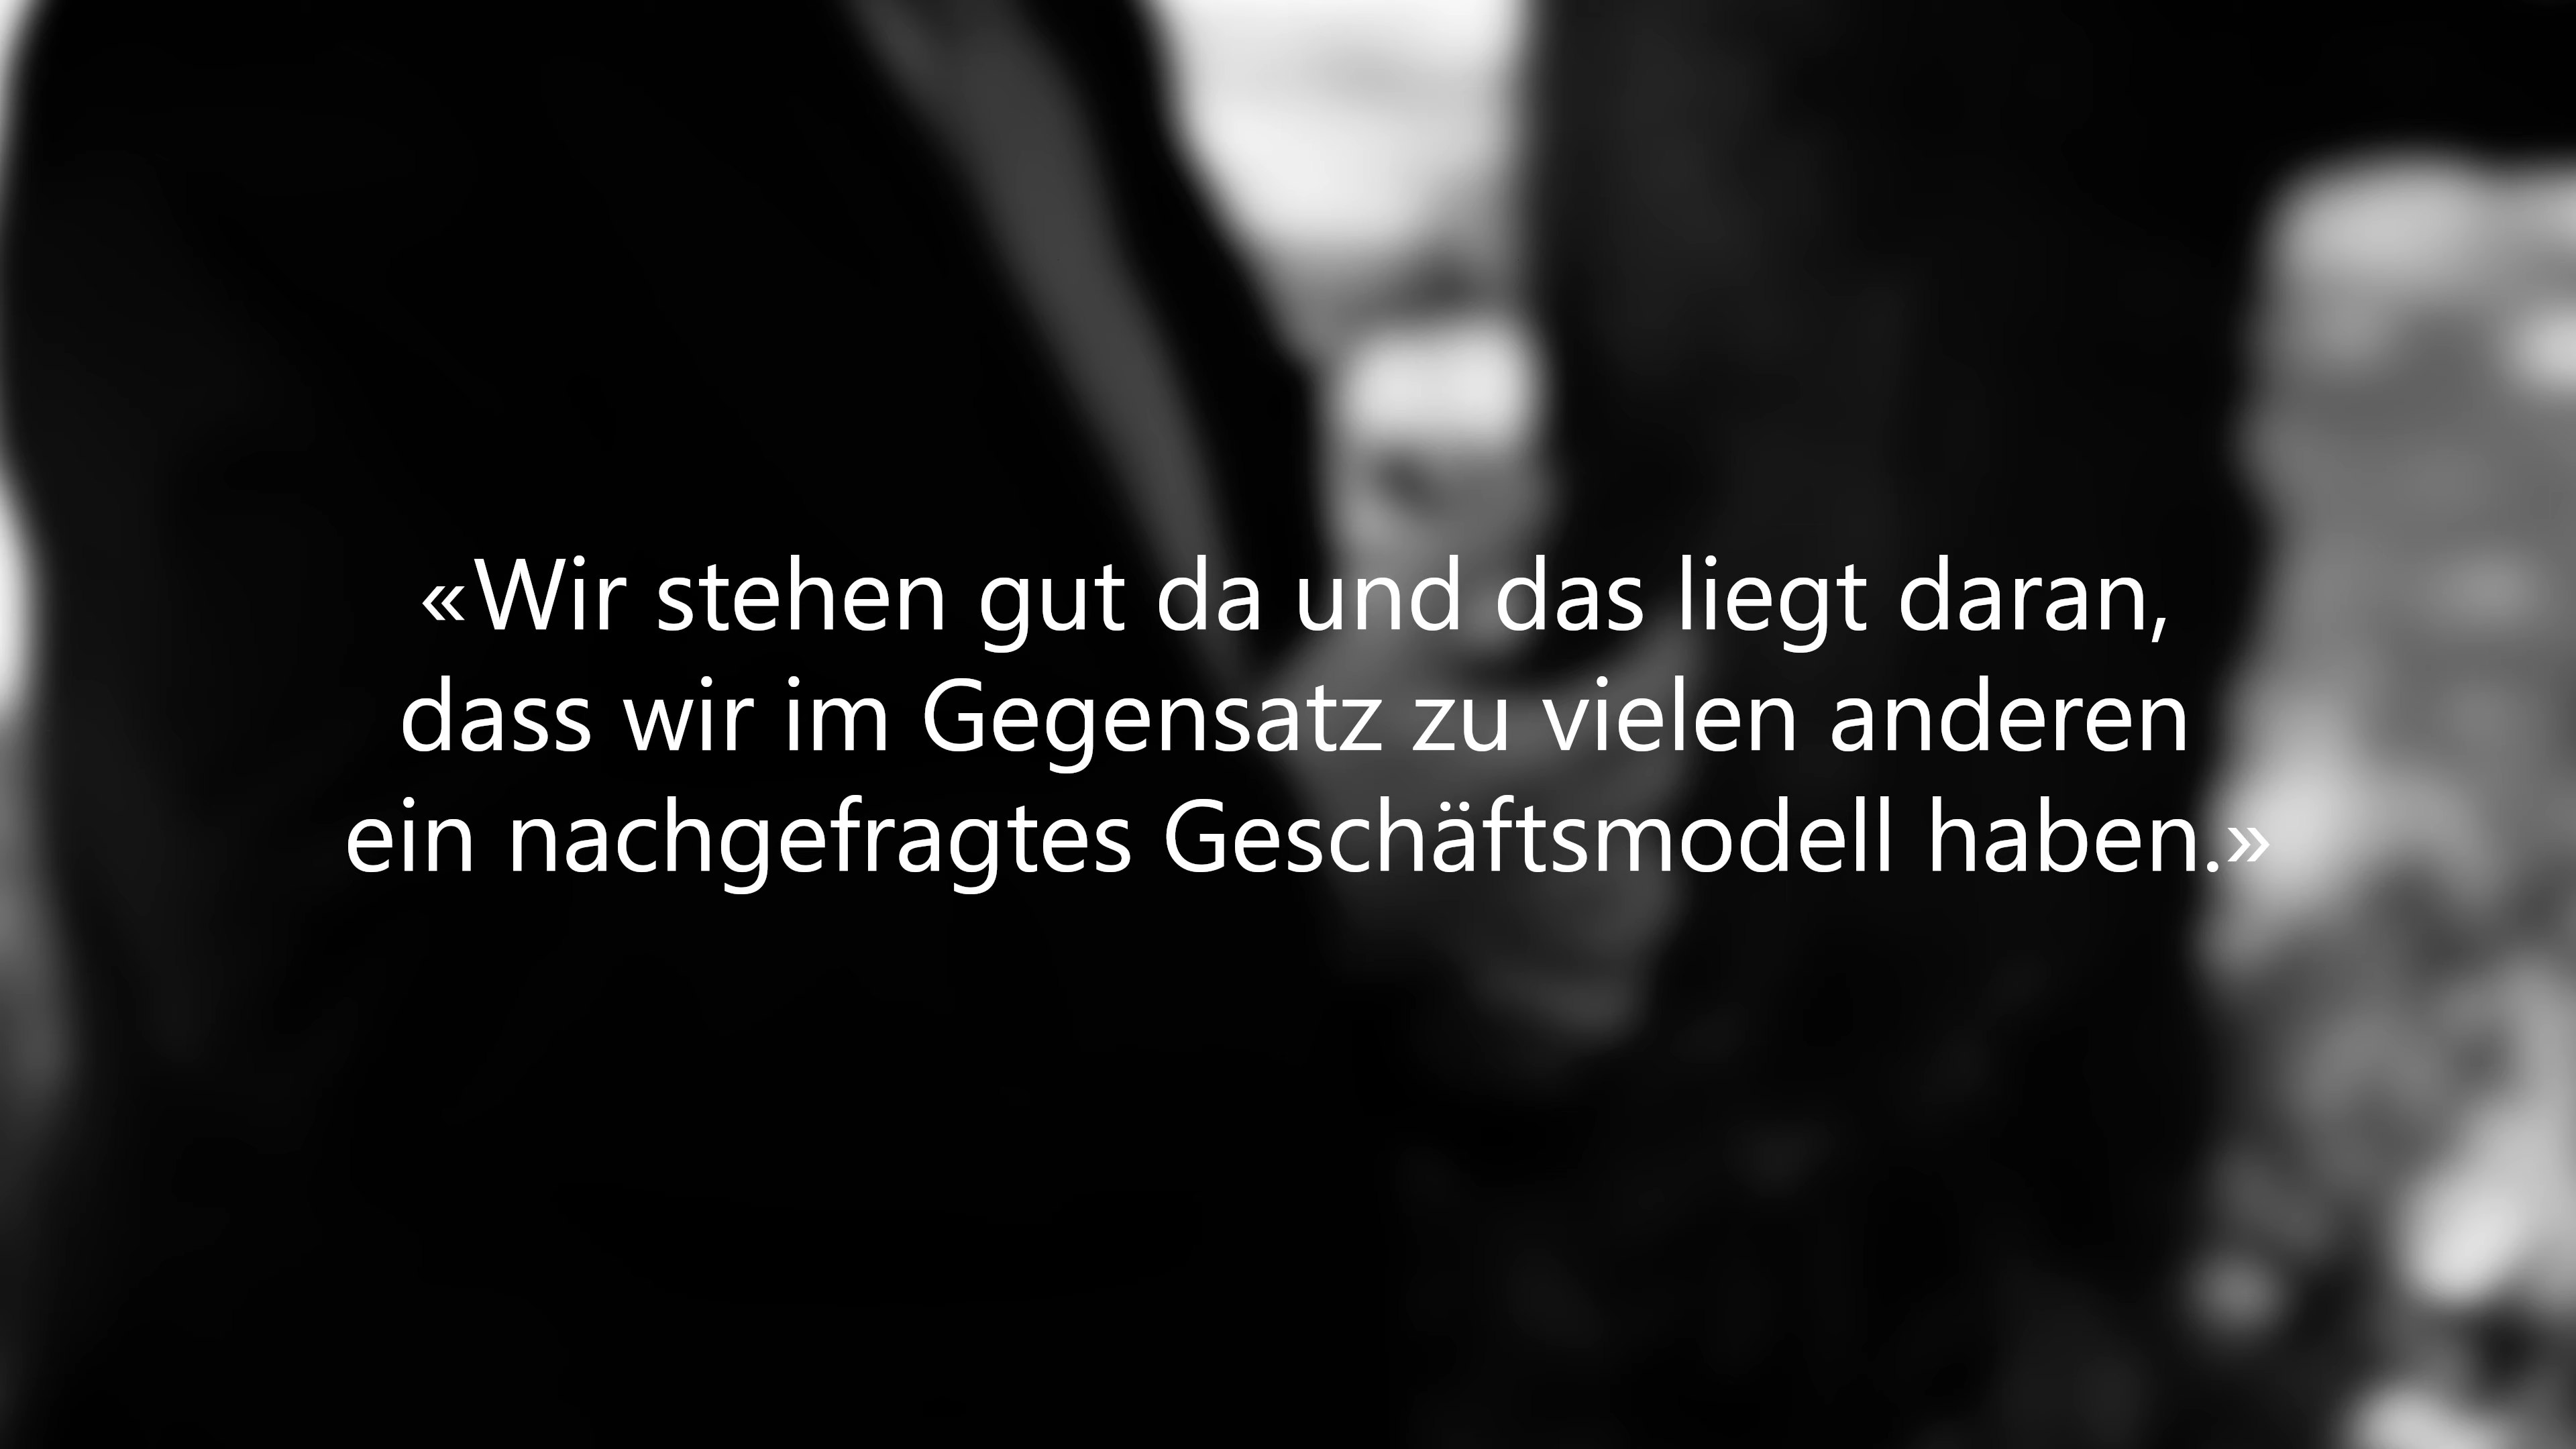 «Wir stehen gut da und das liegt daran,
dass wir im Gegensatz zu vielen anderen
ein nachgefragtes Geschäftsmodell haben.»